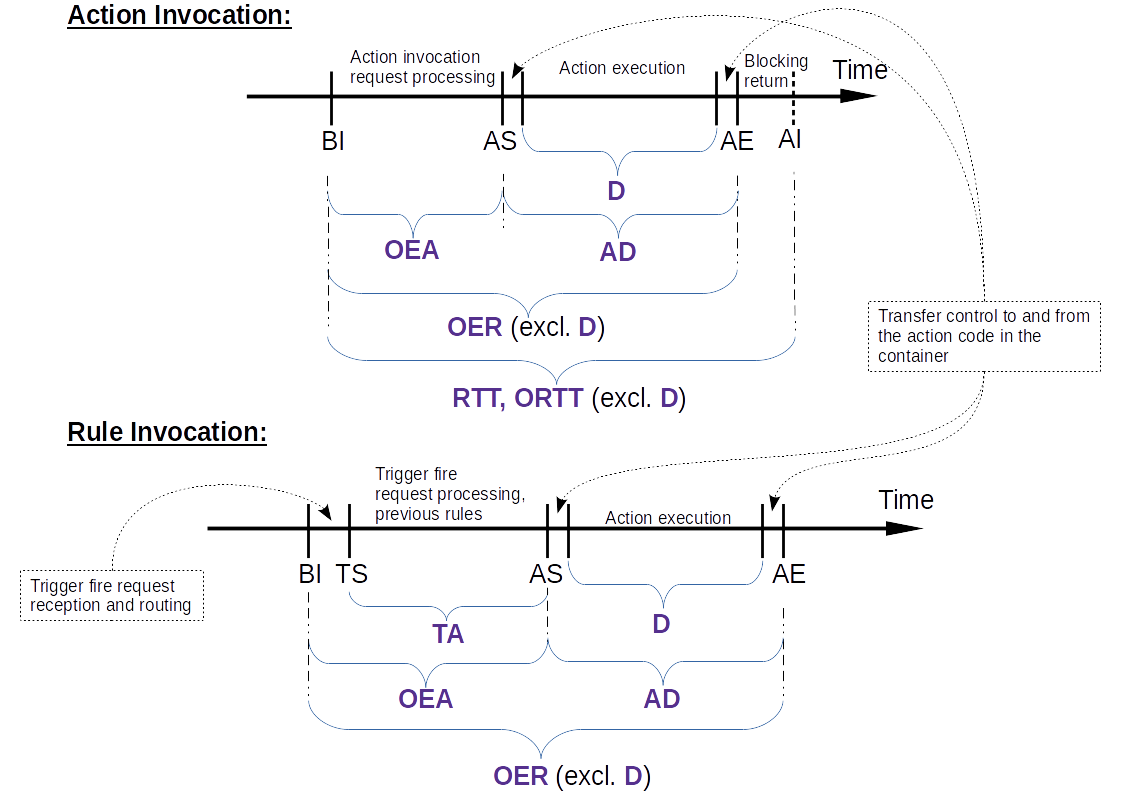 Action Invocation:
Action invocation
request processing
Action execution
Blocking
return
Time
BI
AS
AE
AI
D
OEA
AD
OER (excl. D)
RTT, ORTT (excl. D)
Transfer control to and from
the action code in the
container
Rule Invocation:
Trigger fire
request processing,
previous rules
Action execution
Time
Trigger fire request
reception and routing
BI
TS
AS
AE
D
TA
OEA
AD
OER (excl. D)